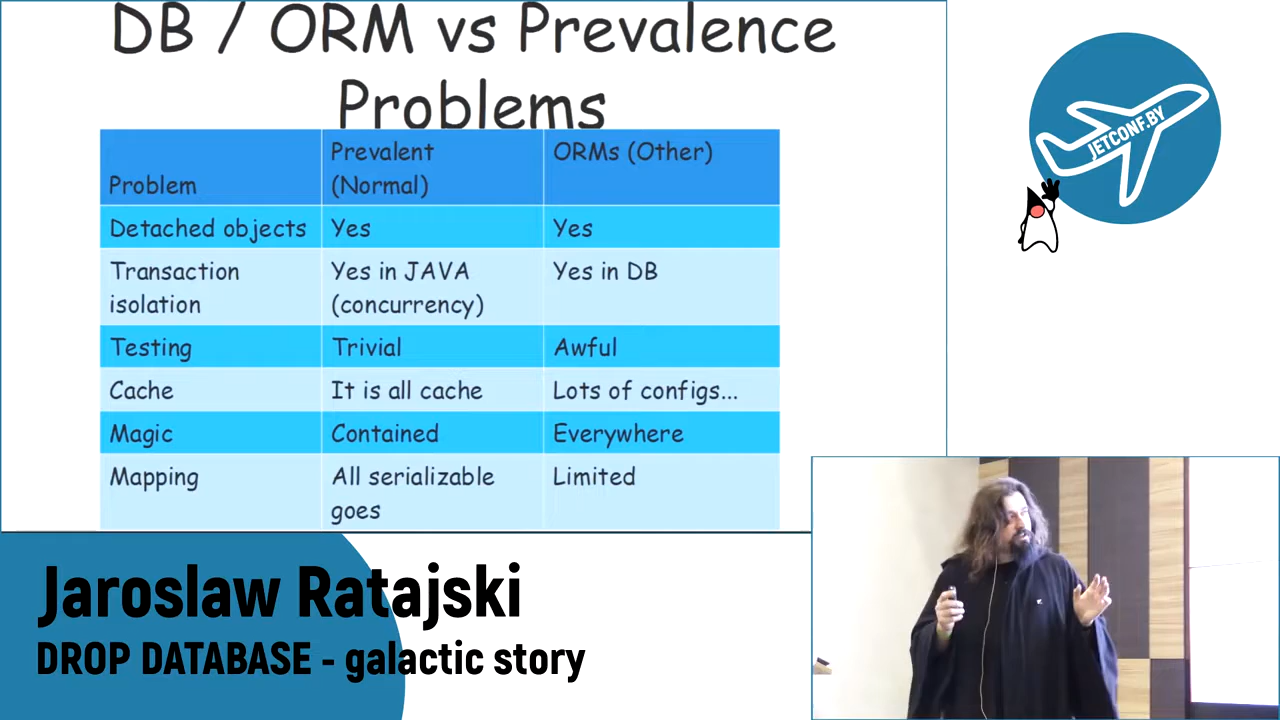 DB / ORM vs Prevalence
Problems
Problem
Prevalent
(Normal)
ORMs (Other)
Detached objects
Yes
Yes
Transaction
isolation
Yes in JAVA
(concurrency)
Yes in DB
Testing
Trivial
Awful
Cache
It is all cache
Lots of configs...
Magic
Contained
Everywhere
Mapping
All serializable
goes
Limited
JETCONF.BY
Jaroslaw Ratajski
DROP DATABASE - galactic story